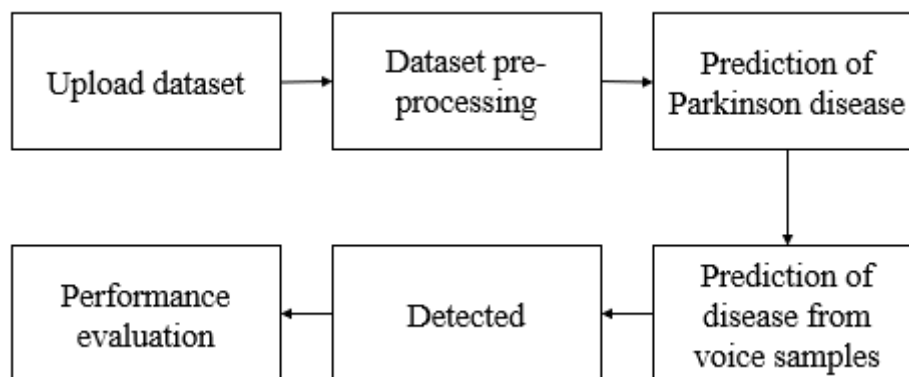 Upload dataset
Dataset pre-
processing
Prediction of
Parkinson disease
Performance
evaluation
Detected
Prediction of
disease from
voice samples